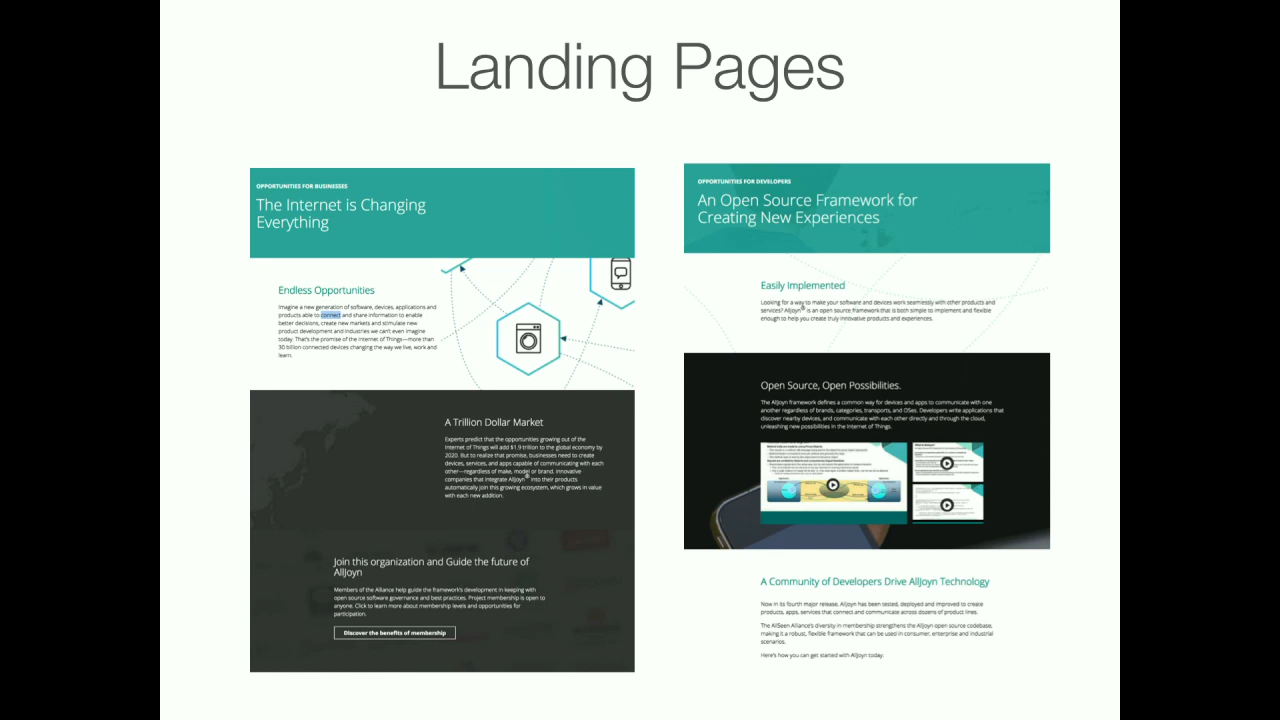 Landing Pages
OPPORTUNITIES FOR BUSINESSES
The Internet is Changing
Everything
Endless Opportunities
Imagine a new generation of software, devices, applications and
products able to connect and share information to enable
better decisions, create new markets and stimulate new
product development and industries we can't even imagine
today. That's the promise of the Internet of Things—more than
30 billion connected devices changing the way we live, work and
learn.
A Trillion Dollar Market
Experts predict that the opportunities growing out of the
Internet of Things will add $1.9 trillion to the global economy by
2020. But to realize that promise, businesses need to create
devices, services, and apps capable of communicating with each
other—regardless of make, model or brand. Innovative
companies that integrate AllJoyn® into their products
automatically join this growing ecosystem, which grows in value
with each new addition.
Join this organization and Guide the future of
AllJoyn
Members of the Alliance help guide the framework's development in keeping with
open source software governance and best practices. Project membership is open to
anyone. Click to learn more about membership levels and opportunities for
participation.
Discover the benefits of membership
OPPORTUNITIES FOR DEVELOPERS
An Open Source Framework for
Creating New Experiences
Easily Implemented
Looking for a way to make your software and devices work seamlessly with other products and
services? AllJoyn® is an open source framework that is both simple to implement and flexible
enough to help you create truly innovative products and experiences.
Open Source, Open Possibilities.
The AllJoyn framework defines a common way for devices and apps to communicate with one
another regardless of brands, categories, transports, and OSes. Developers write applications that
discover nearby devices, and communicate with each other directly and through the cloud,
unleashing new possibilities in the Internet of Things.
A Community of Developers Drive AllJoyn Technology
Now in its fourth major release, AllJoyn has been tested, deployed and improved to create
products, apps, services that connect and communicate across dozens of product lines.
The AllSeen Alliance's diversity in membership strengthens the AllJoyn open source codebase,
making it a robust, flexible framework that can be used in consumer, enterprise and industrial
scenarios.
Here's how you can get started with AllJoyn today: